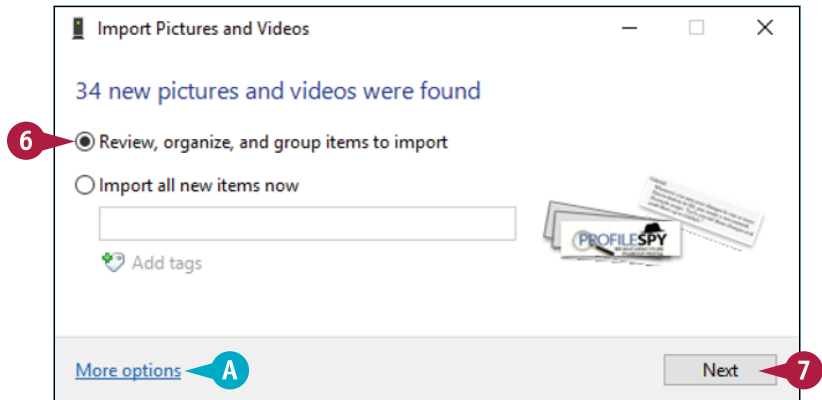 Import Pictures and Videos
34 new pictures and videos were found
6
Review, organize, and group items to import
Import all new items now
PROFILESPY
Add tags
More options
A
Next
7